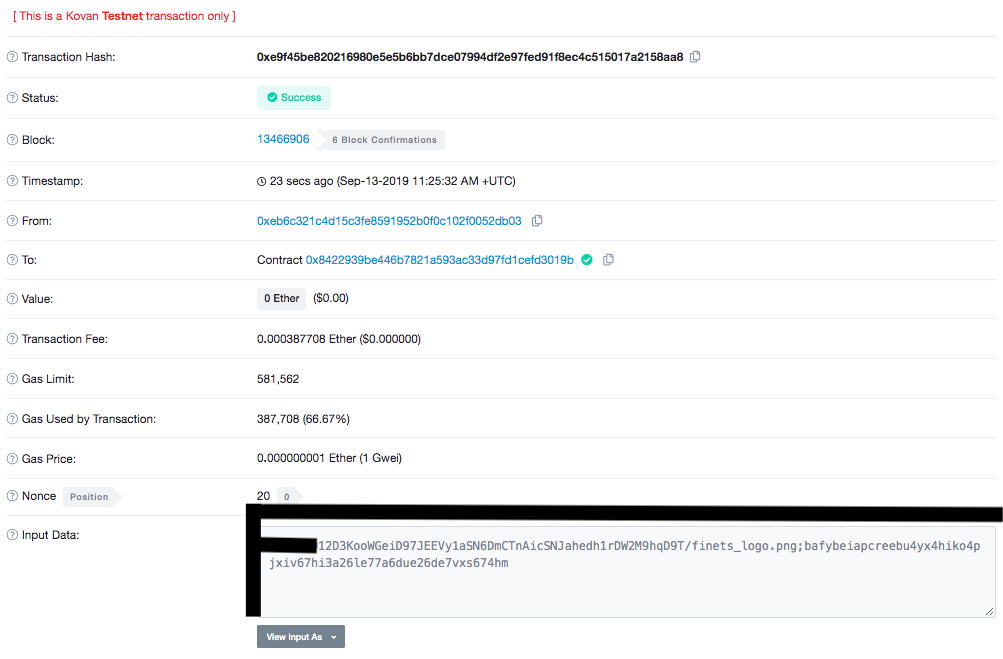 [ This is a Kovan Testnet transaction only ]
Transaction Hash: 0xe9f45be820216980e5e5b6bb7dce07994df2e97fed91f8ec4c515017a2158aa8
Status: Success
Block: 13466906 6 Block Confirmations
Timestamp: 23 secs ago (Sep-13-2019 11:25:32 AM +UTC)
From: 0xeb6c321c4d15c3fe8591952b0f0c102f0052db03
To: Contract 0x8422939be446b7821a593ac33d97fd1cefd3019b
Value: 0 Ether ($0.00)
Transaction Fee: 0.000387708 Ether ($0.000000)
Gas Limit: 581,562
Gas Used by Transaction: 387,708 (66.67%)
Gas Price: 0.000000001 Ether (1 Gwei)
Nonce Position 20 0
Input Data: 12D3KooWGeiD97JEEVy1aSN6DmCTnAicSNJahedh1rDW2M9hqD9T/finets_logo.png;bafybeiapcreebu4yx4hiko4p
jxiv67hi3a26le77a6due26de7vxs674hm
View Input As